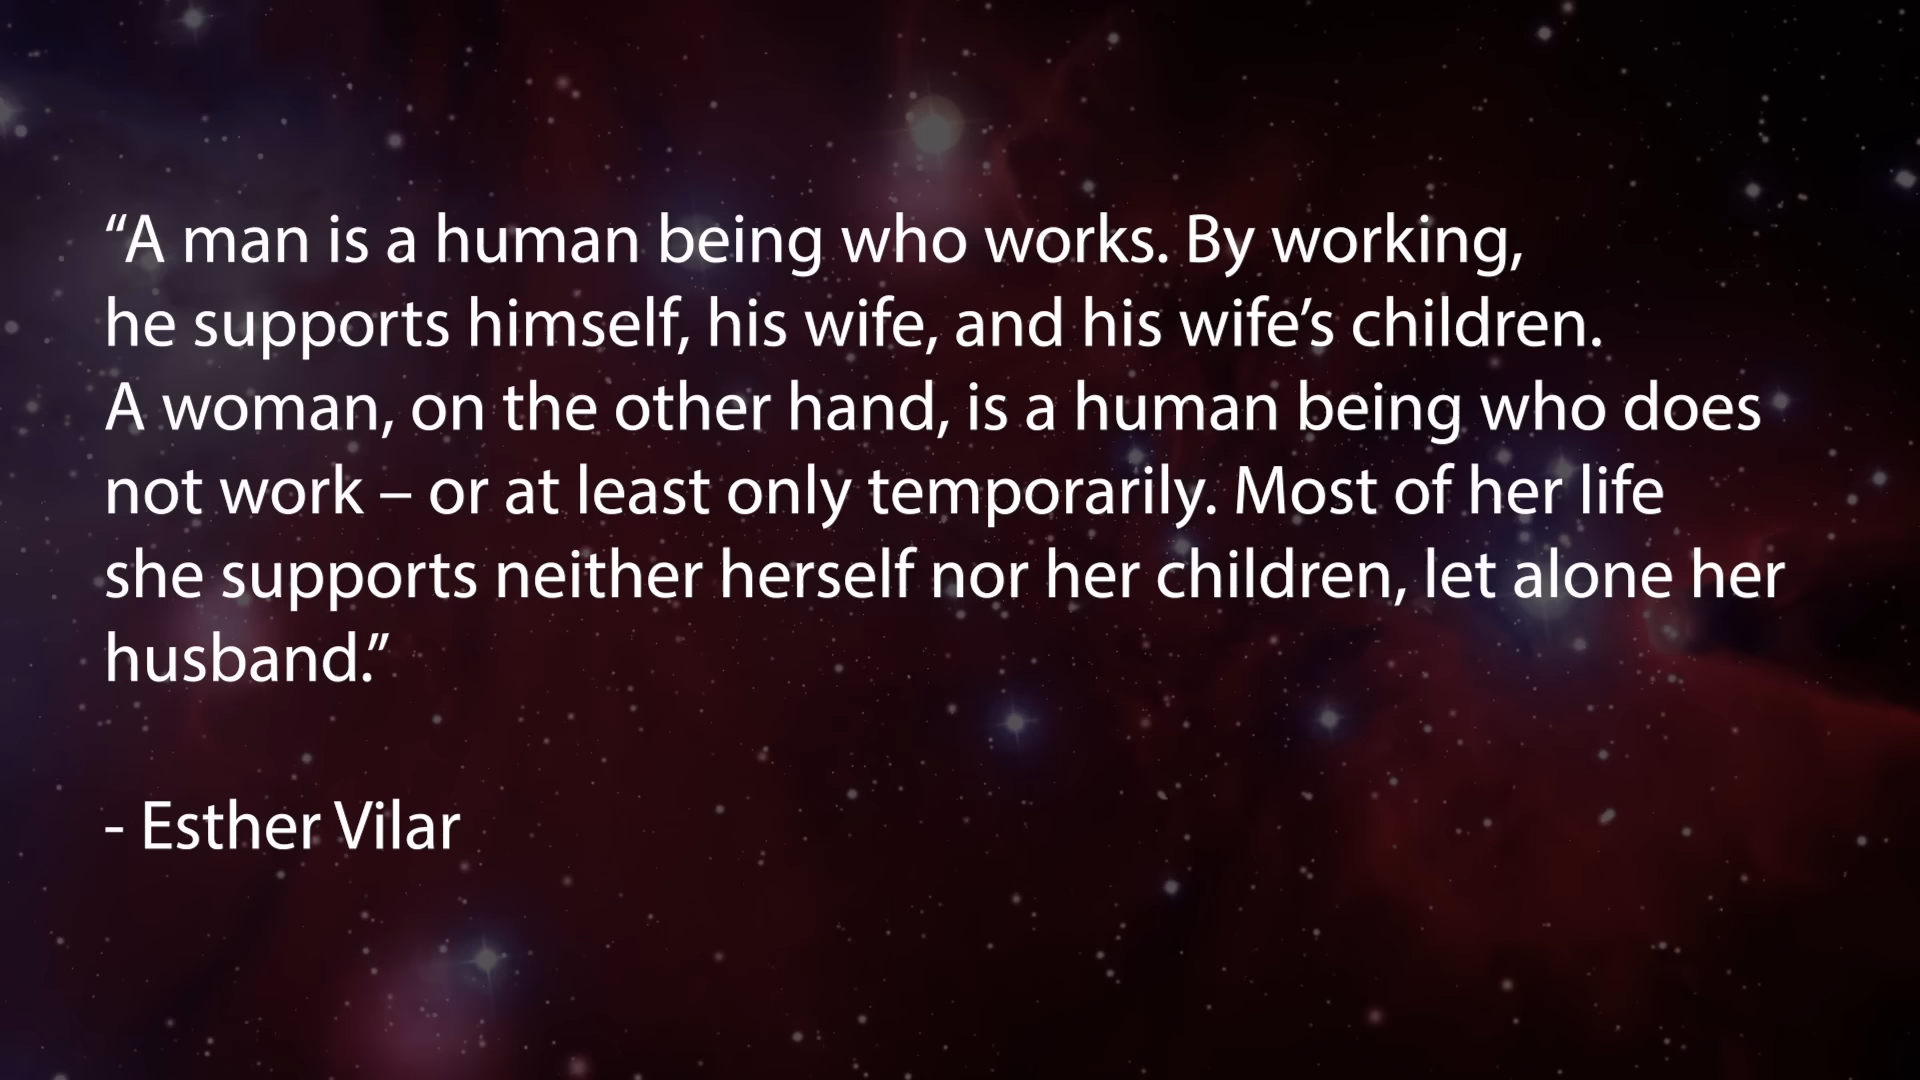 “A man is a human being who works. By working,
he supports himself, his wife, and his wife’s children.
A woman, on the other hand, is a human being who does
not work – or at least only temporarily. Most of her life
she supports neither herself nor her children, let alone her
husband.”
- Esther Vilar